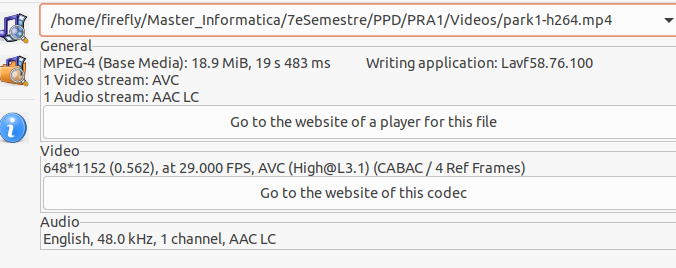 /home/firefly/Master_Informatica/7eSemestre/PPD/PRA1/Videos/park1-h264.mp4
General
MPEG-4 (Base Media): 18.9 MiB, 19 s 483 ms Writing application: Lavf58.76.100
1 Video stream: AVC
1 Audio stream: AAC LC
Go to the website of a player for this file
Video
648*1152 (0.562), at 29.000 FPS, AVC (High@L3.1) (CABAC / 4 Ref Frames)
Go to the website of this codec
Audio
English, 48.0 kHz, 1 channel, AAC LC